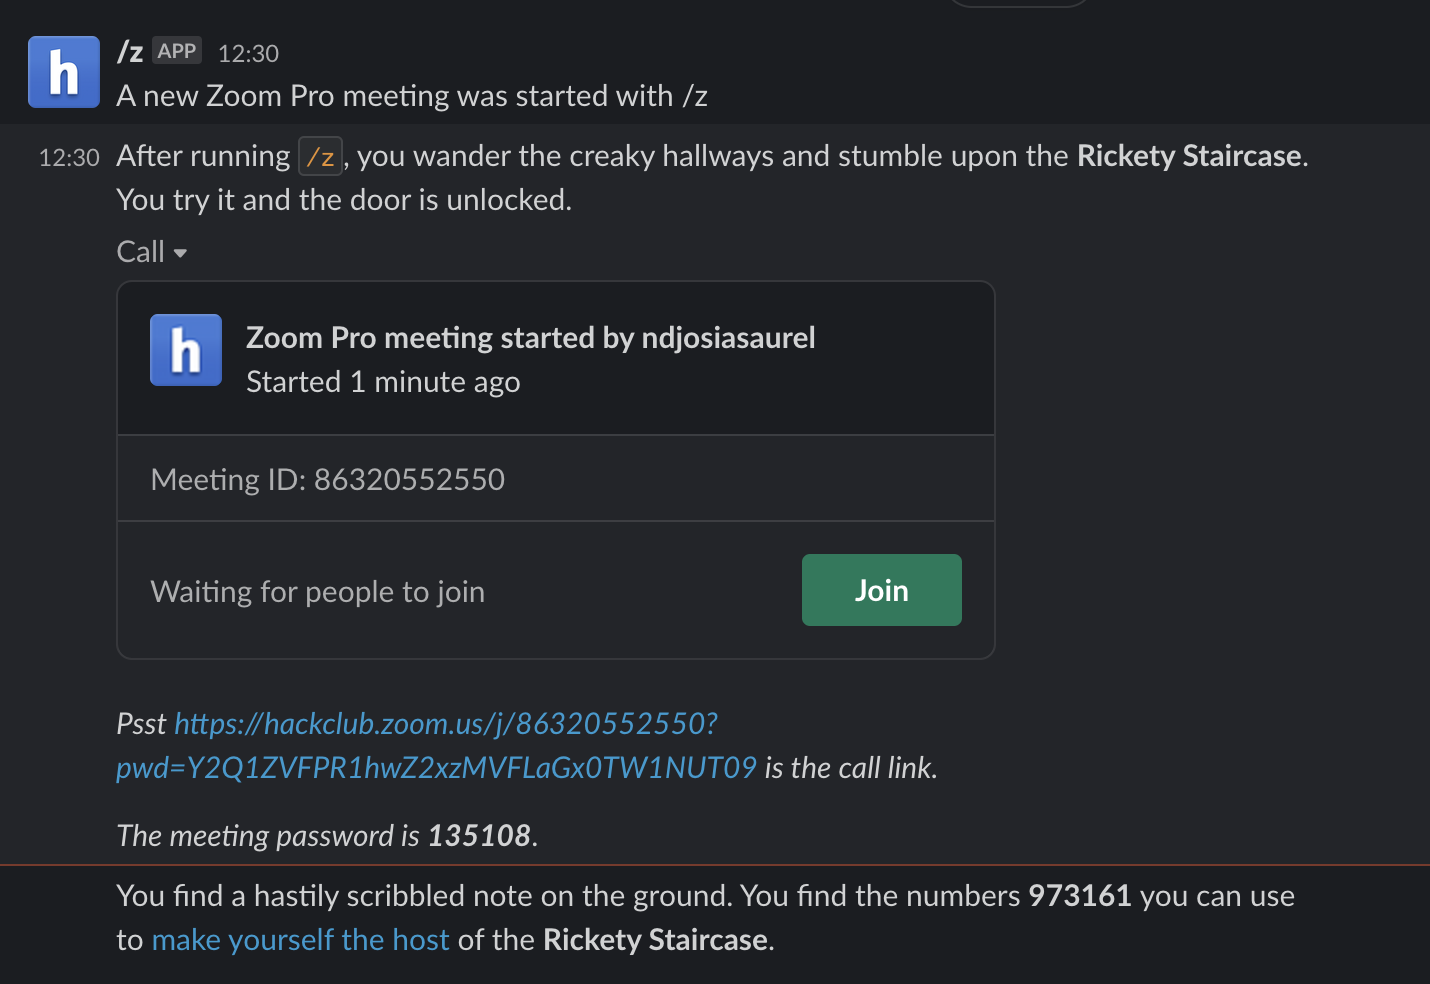 h
/z APP 12:30
A new Zoom Pro meeting was started with /z
12:30 After running /z, you wander the creaky hallways and stumble upon the Rickety Staircase.
You try it and the door is unlocked.
Call
h
Zoom Pro meeting started by ndjosiasaurel
Started 1 minute ago
Meeting ID: 86320552550
Waiting for people to join
Join
Psst https://hackclub.zoom.us/j/86320552550?
pwd=Y2Q1ZVFPR1hwZ2xzMVFLaGx0TW1NUT09 is the call link.
The meeting password is 135108.
You find a hastily scribbled note on the ground. You find the numbers 973161 you can use
to make yourself the host of the Rickety Staircase.